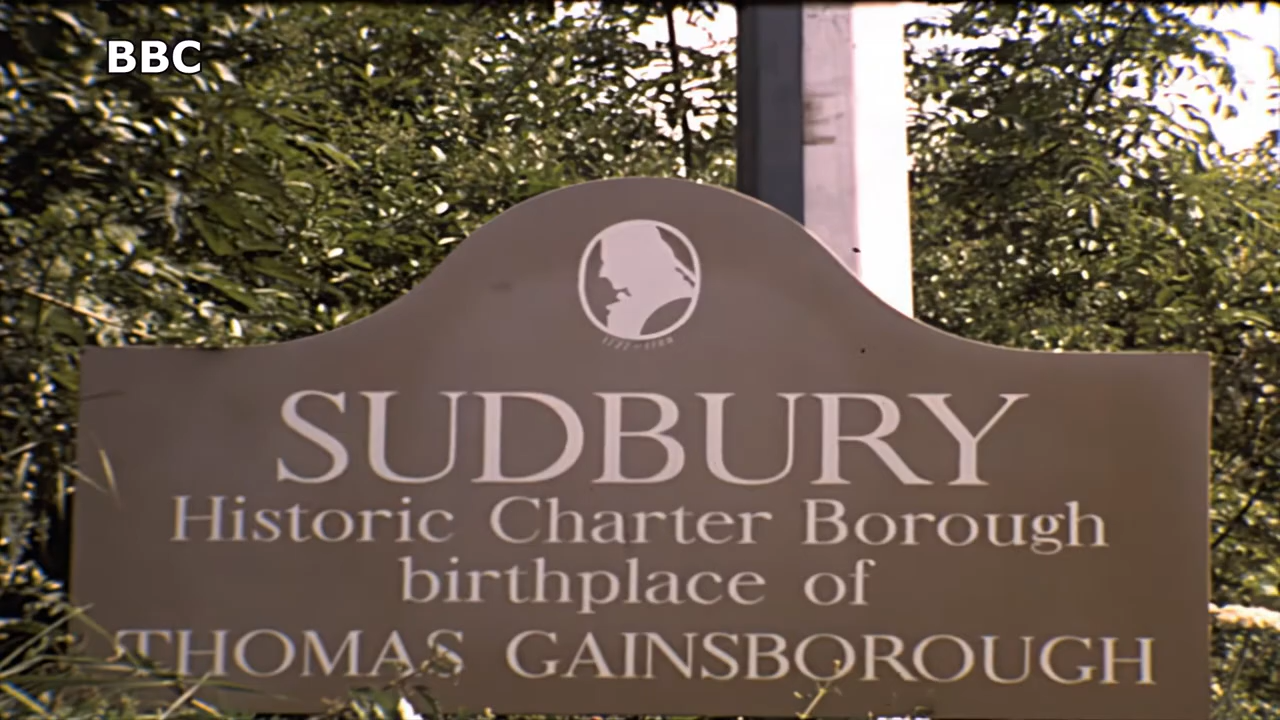 BBC
SUDBURY
Historic Charter Borough
birthplace of
THOMAS GAINSBOROUGH